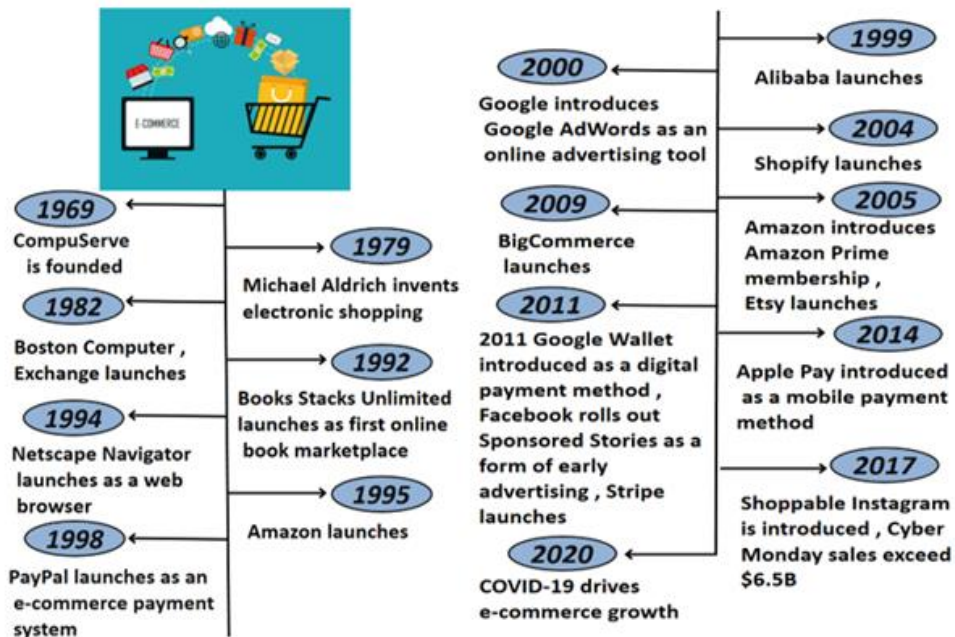 E-COMMERCE
1969
CompuServe
is founded
1979
Michael Aldrich invents
electronic shopping
1982
Boston Computer ,
Exchange launches
1992
Books Stacks Unlimited
launches as first online
book marketplace
1994
Netscape Navigator
launches as a web
browser
1995
Amazon launches
1998
PayPal launches as an
e-commerce payment
system
1999
Alibaba launches
2000
Google introduces
Google AdWords as an
online advertising tool
2004
Shopify launches
2005
Amazon introduces
Amazon Prime
membership ,
Etsy launches
2009
BigCommerce
launches
2011
2011 Google Wallet
introduced as a digital
payment method ,
Facebook rolls out
Sponsored Stories as a
form of early
advertising , Stripe
launches
2014
Apple Pay introduced
as a mobile payment
method
2017
Shoppable Instagram
is introduced , Cyber
Monday sales exceed
$6.5B
2020
COVID-19 drives
e-commerce growth